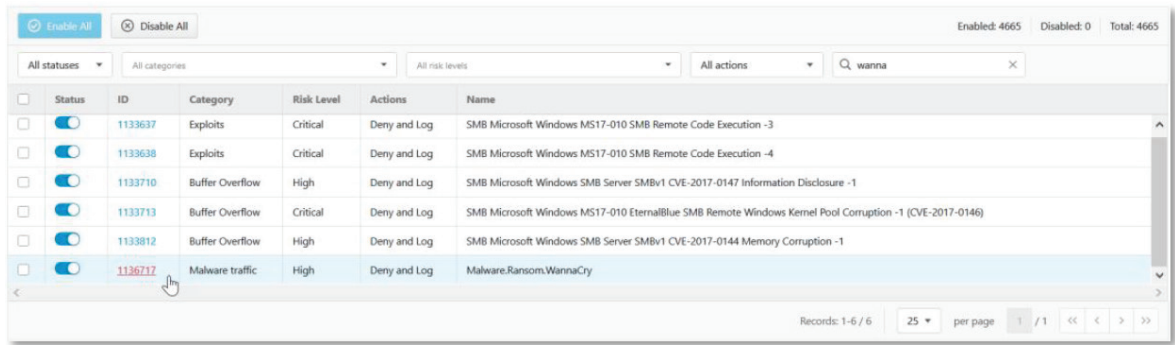 Enable All Disable All Enabled: 4665 Disabled: 0 Total: 4665
All statuses All categories All risk levels All actions wanna
Status ID Category Risk Level Actions Name
1133637 Exploits Critical Deny and Log SMB Microsoft Windows MS17-010 SMB Remote Code Execution -3
1133638 Exploits Critical Deny and Log SMB Microsoft Windows MS17-010 SMB Remote Code Execution -4
1133710 Buffer Overflow High Deny and Log SMB Microsoft Windows SMB Server SMBv1 CVE-2017-0147 Information Disclosure -1
1133713 Buffer Overflow Critical Deny and Log SMB Microsoft Windows MS17-010 EternalBlue SMB Remote Windows Kernel Pool Corruption -1 (CVE-2017-0146)
1133812 Buffer Overflow High Deny and Log SMB Microsoft Windows SMB Server SMBv1 CVE-2017-0144 Memory Corruption -1
1136717 Malware traffic High Deny and Log Malware.Ransom.WannaCry
Records: 1-6 / 6 25 per page 1 / 1 << < > >>